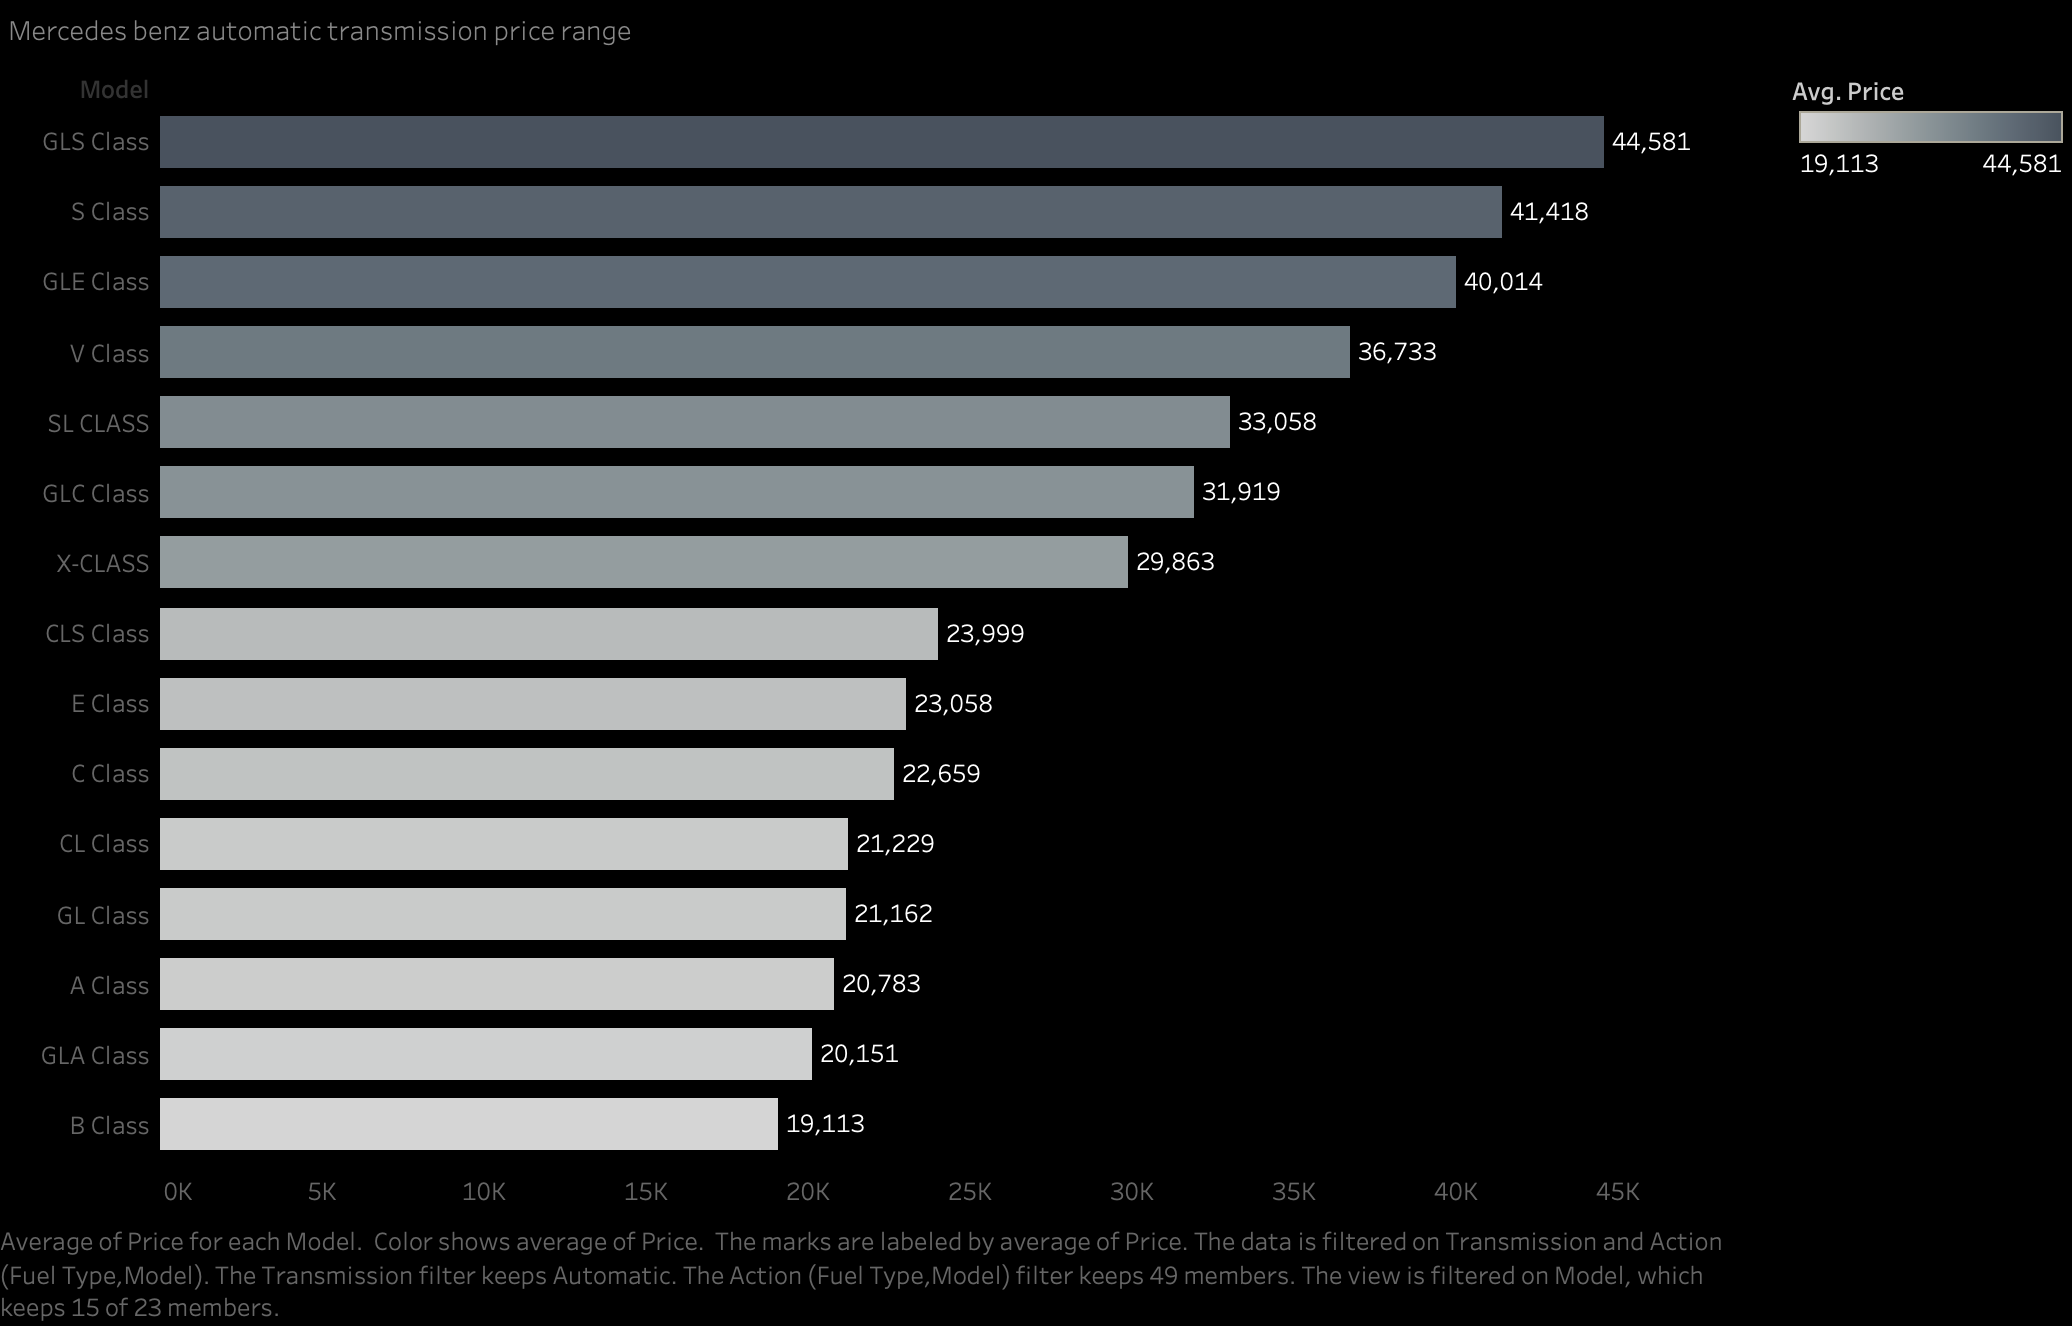 Mercedes benz automatic transmission price range
Model
Avg. Price
19,113 44,581
GLS Class 44,581
S Class 41,418
GLE Class 40,014
V Class 36,733
SL CLASS 33,058
GLC Class 31,919
X-CLASS 29,863
CLS Class 23,999
E Class 23,058
C Class 22,659
CL Class 21,229
GL Class 21,162
A Class 20,783
GLA Class 20,151
B Class 19,113
0K 5K 10K 15K 20K 25K 30K 35K 40K 45K
Average of Price for each Model.  Color shows average of Price.  The marks are labeled by average of Price. The data is filtered on Transmission and Action
(Fuel Type,Model). The Transmission filter keeps Automatic. The Action (Fuel Type,Model) filter keeps 49 members. The view is filtered on Model, which
keeps 15 of 23 members.